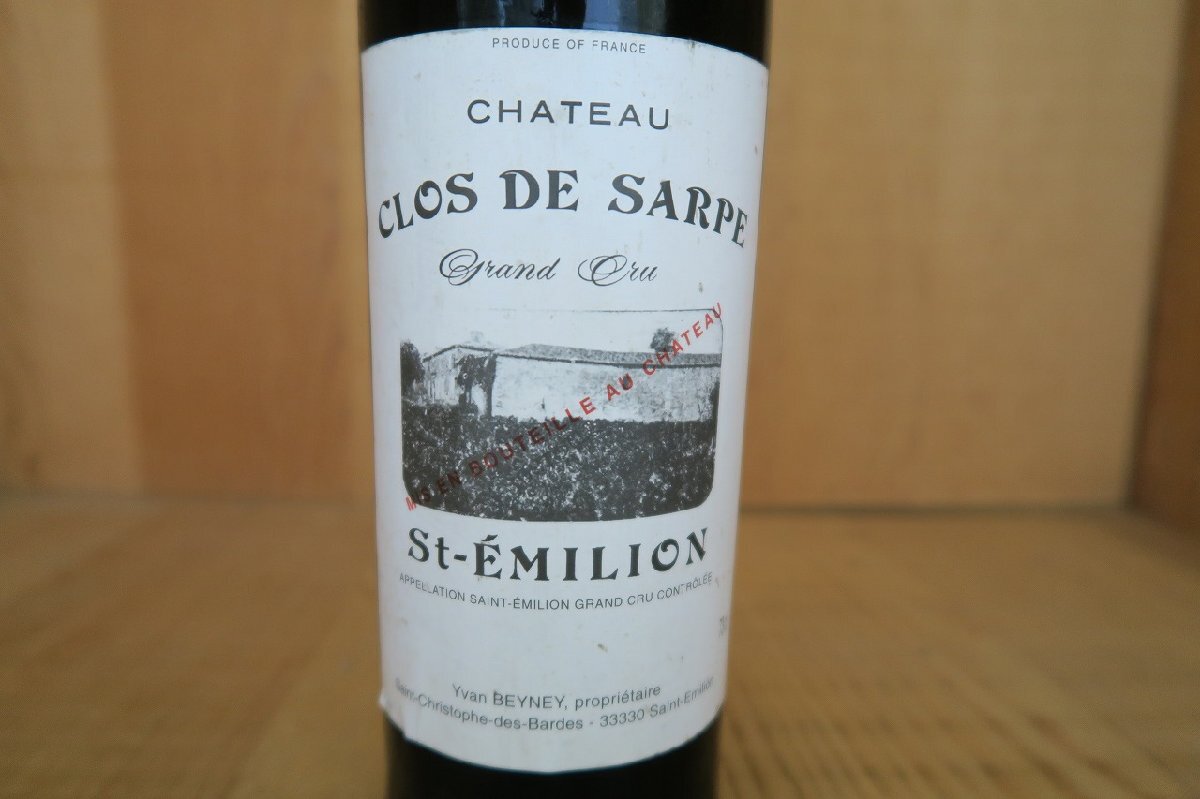 PRODUCE OF FRANCE
CHATEAU
CLOS DE SARPE
Grand Cru
MIS EN BOUTEILLE AU CHATEAU
St-ÉMILION
APPELLATION SAINT-ÉMILION GRAND CRU CONTRÔLÉE
Yvan BEYNEY, propriétaire
Saint-Christophe-des-Bardes - 33330 Saint-Emilion